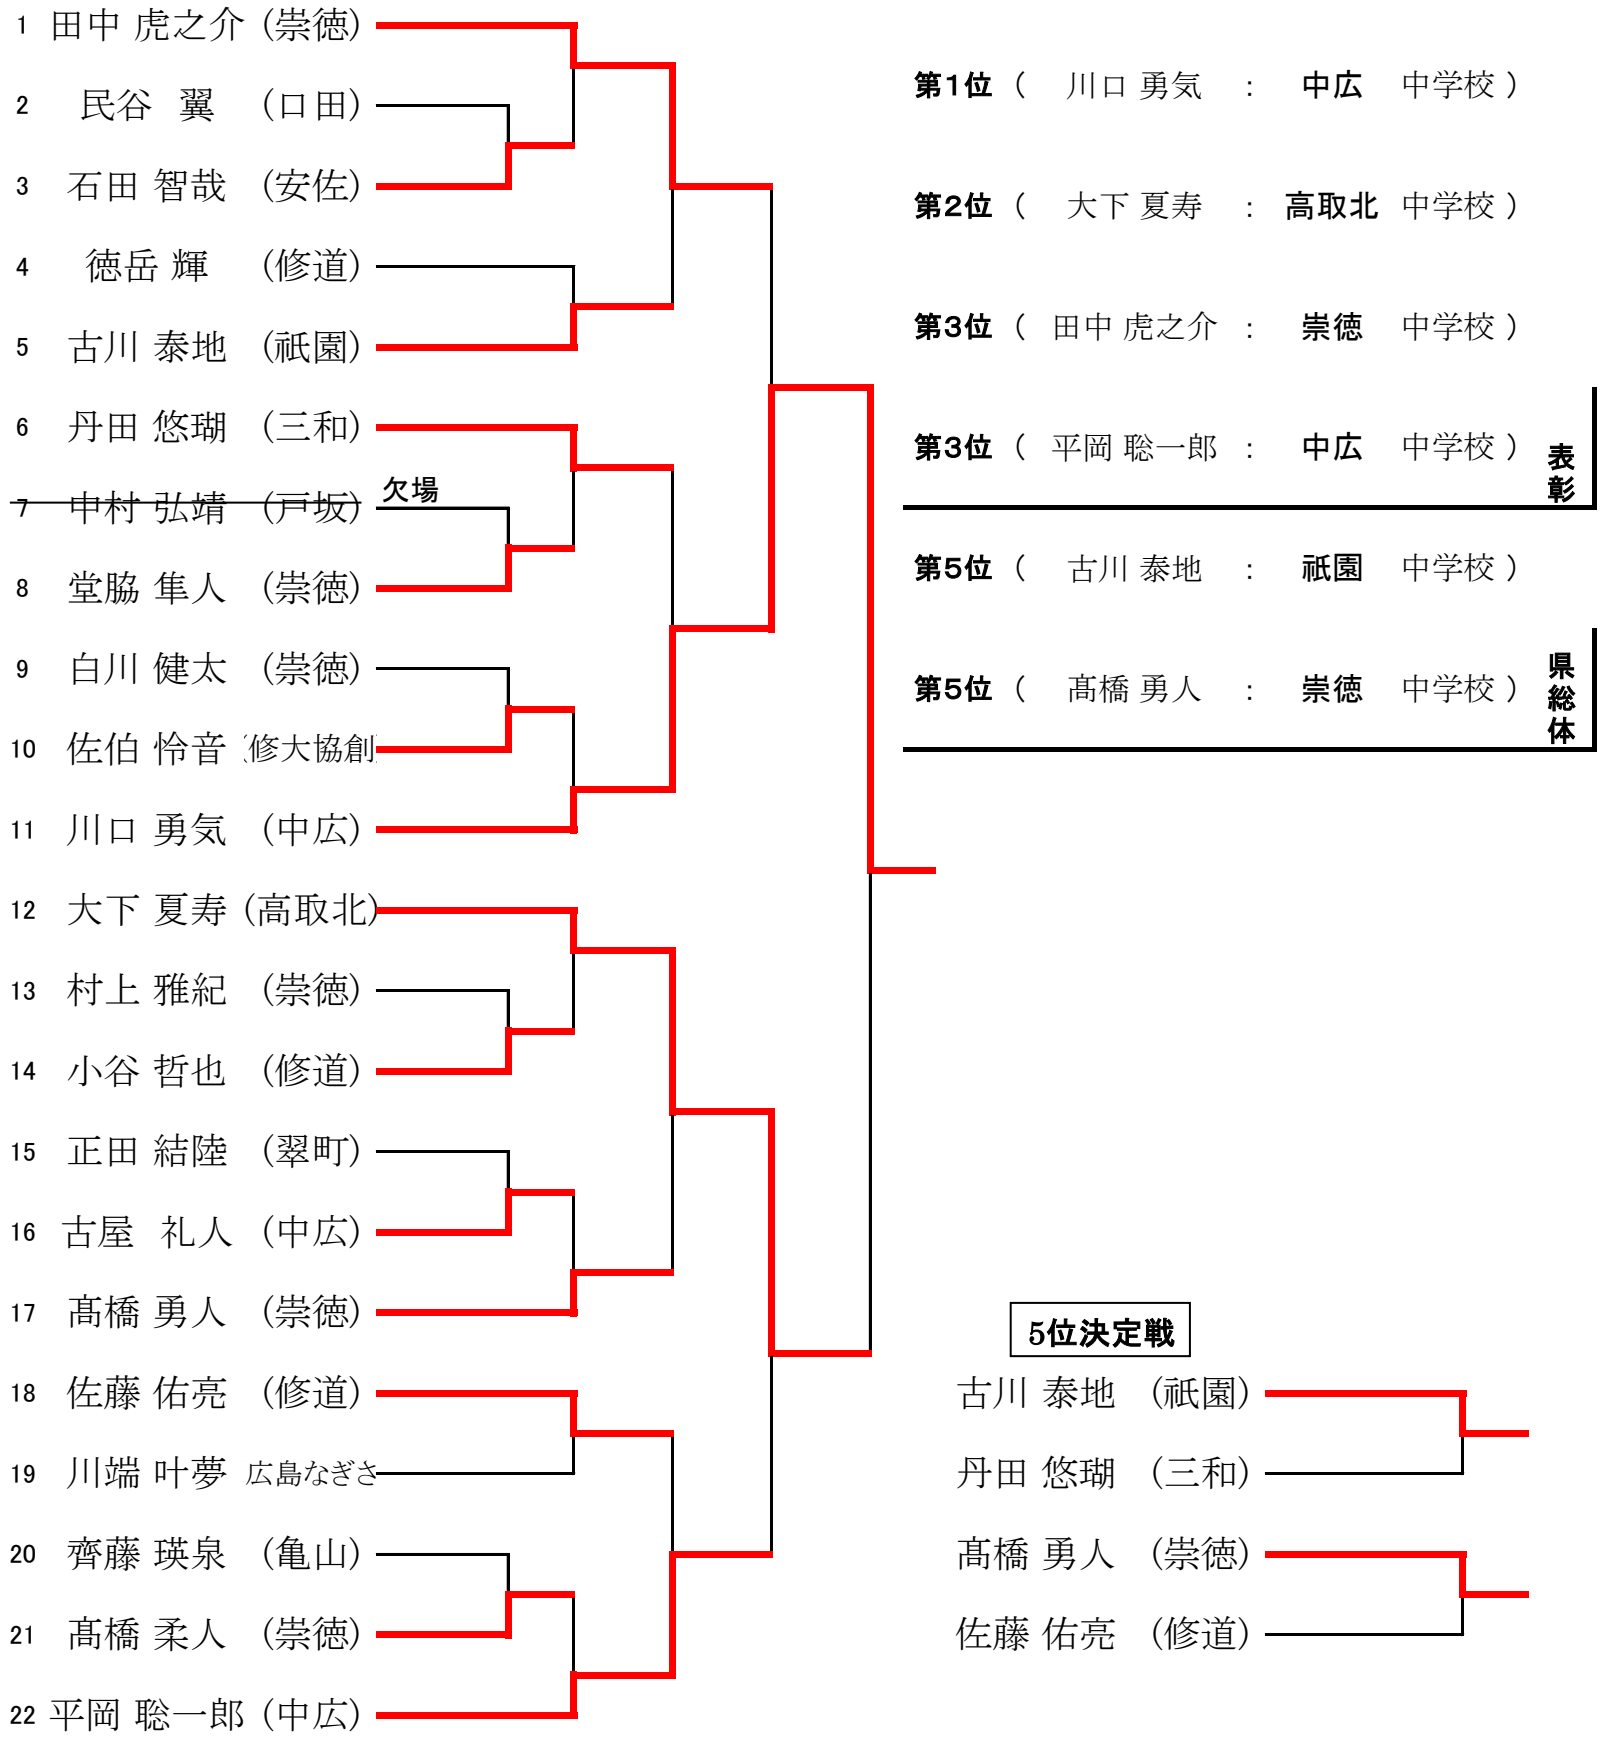 1 田中 虎之介 (崇徳)
2 民谷 翼 (口田)
3 石田 智哉 (安佐)
4 徳岳 輝 (修道)
5 古川 泰地 (祇園)
6 丹田 悠瑚 (三和)
7 中村 弘靖 (戸坂) 欠場
8 堂脇 隼人 (崇徳)
9 白川 健太 (崇徳)
10 佐伯 怜音 (修大協創)
11 川口 勇気 (中広)
12 大下 夏寿 (高取北)
13 村上 雅紀 (崇徳)
14 小谷 哲也 (修道)
15 正田 結陸 (翠町)
16 古屋 礼人 (中広)
17 髙橋 勇人 (崇徳)
18 佐藤 佑亮 (修道)
19 川端 叶夢 広島なぎさ
20 齊藤 瑛泉 (亀山)
21 髙橋 柔人 (崇徳)
22 平岡 聡一郎 (中広)
第1位 ( 川口 勇気 : 中広 中学校 )
第2位 ( 大下 夏寿 : 高取北 中学校 )
第3位 ( 田中 虎之介 : 崇徳 中学校 )
第3位 ( 平岡 聡一郎 : 中広 中学校 )
表彰
第5位 ( 古川 泰地 : 祇園 中学校 )
第5位 ( 髙橋 勇人 : 崇徳 中学校 )
県総体
5位決定戦
古川 泰地 (祇園)
丹田 悠瑚 (三和)
髙橋 勇人 (崇徳)
佐藤 佑亮 (修道)